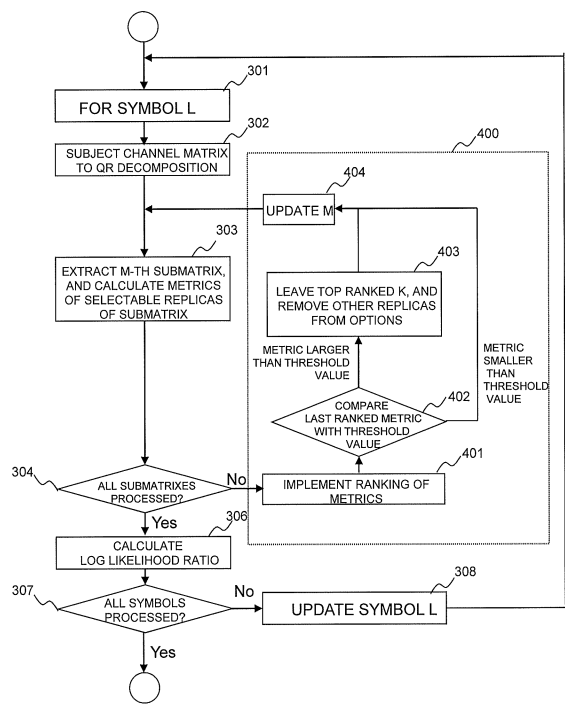 301
FOR SYMBOL L
302
SUBJECT CHANNEL MATRIX
TO QR DECOMPOSITION
400
404
UPDATE M
303
EXTRACT M-TH SUBMATRIX,
AND CALCULATE METRICS
OF SELECTABLE REPLICAS
OF SUBMATRIX
403
LEAVE TOP RANKED K, AND
REMOVE OTHER REPLICAS
FROM OPTIONS
METRIC LARGER
THAN THRESHOLD
VALUE
METRIC
SMALLER
THAN
THRESHOLD
VALUE
402
COMPARE
LAST RANKED METRIC
WITH THRESHOLD
VALUE
401
IMPLEMENT RANKING OF
METRICS
304
ALL SUBMATRIXES
PROCESSED?
No
Yes
306
CALCULATE
LOG LIKELIHOOD RATIO
307
ALL SYMBOLS
PROCESSED?
No
308
UPDATE SYMBOL L
Yes